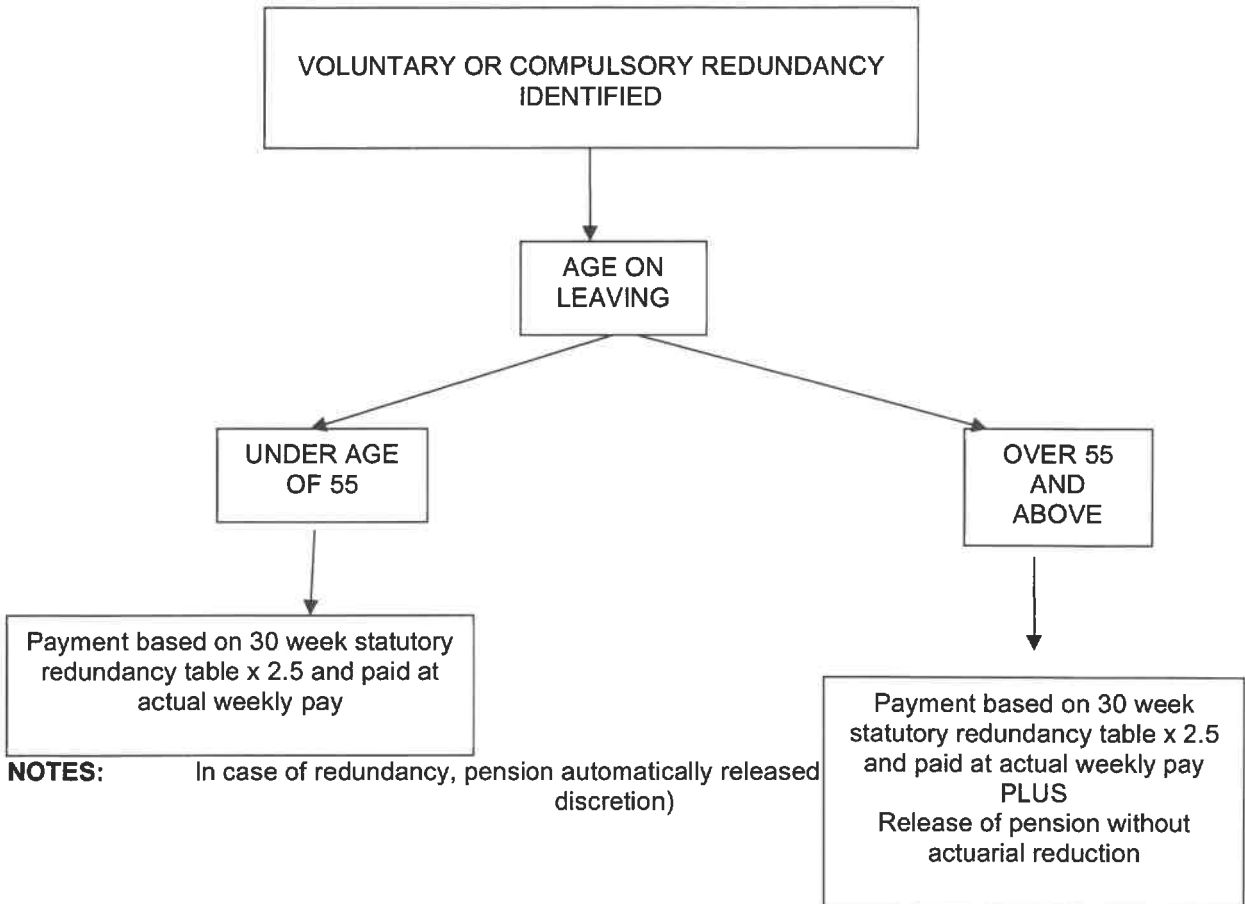 VOLUNTARY OR COMPULSORY REDUNDANCY
IDENTIFIED
AGE ON
LEAVING
UNDER AGE
OF 55
OVER 55
AND
ABOVE
Payment based on 30 week statutory
redundancy table x 2.5 and paid at
actual weekly pay
Payment based on 30 week
statutory redundancy table x 2.5
and paid at actual weekly pay
PLUS
Release of pension without
actuarial reduction
NOTES: In case of redundancy, pension automatically released
discretion)